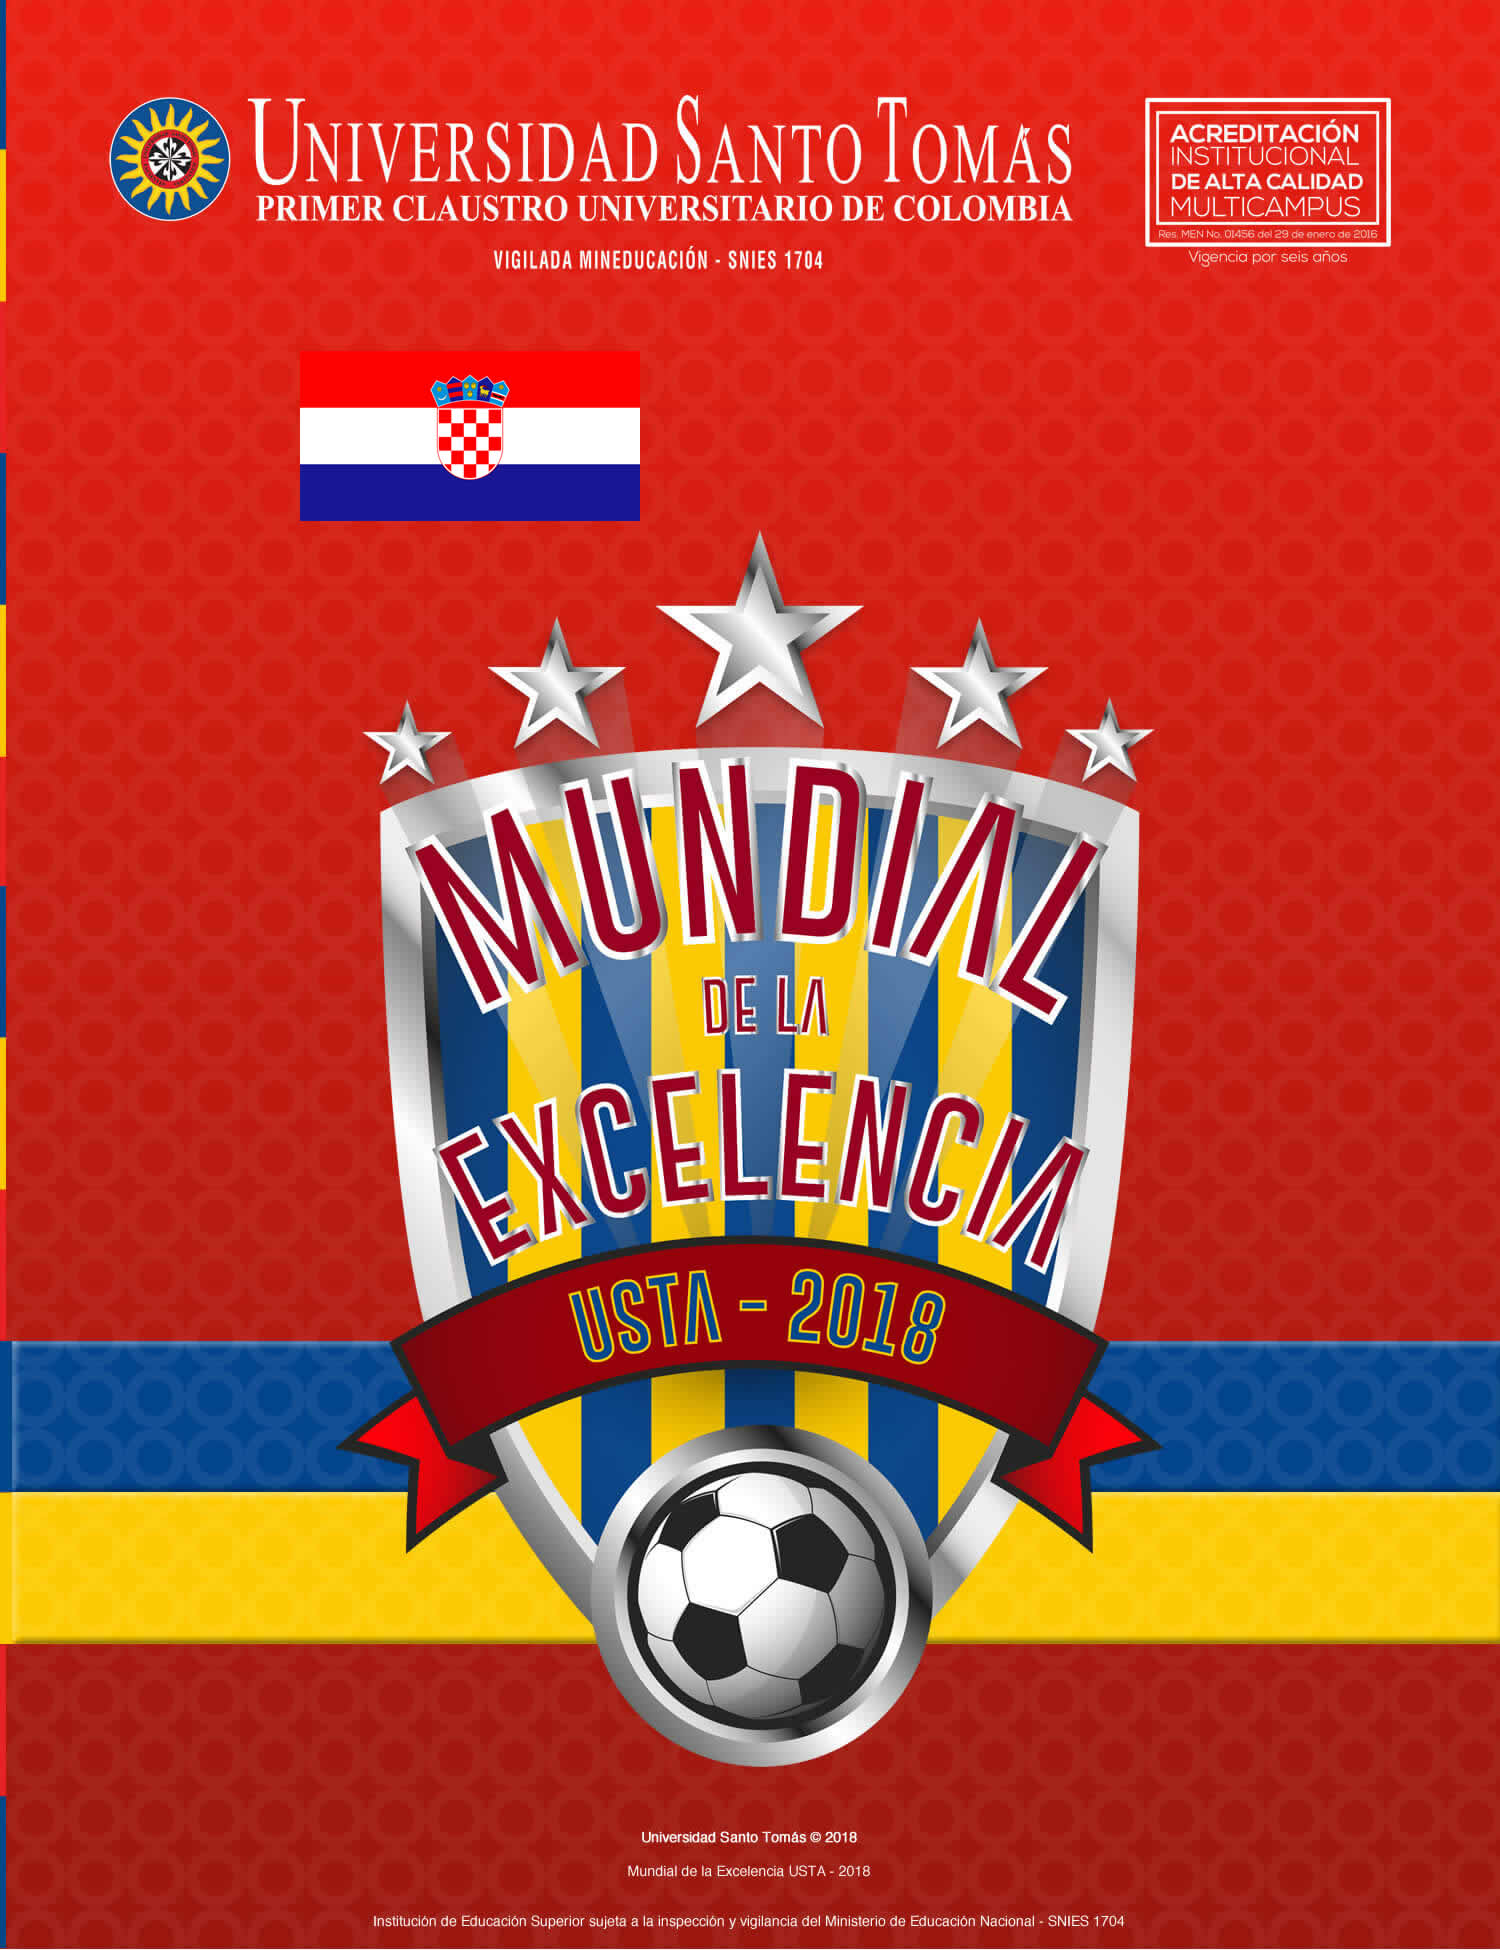 UNIVERSIDAD SANTO TOMÁS
PRIMER CLAUSTRO UNIVERSITARIO DE COLOMBIA
VIGILADA MINEDUCACIÓN - SNIES 1704
ACREDITACIÓN
INSTITUCIONAL
DE ALTA CALIDAD
MULTICAMPUS
Res. MEN No. 01456 del 29 de enero de 2016
Vigencia por seis años
MUNDIAL
DE LA
EXCELENCIA
USTA - 2018
Universidad Santo Tomás © 2018
Mundial de la Excelencia USTA - 2018
Institución de Educación Superior sujeta a la inspección y vigilancia del Ministerio de Educación Nacional - SNIES 1704